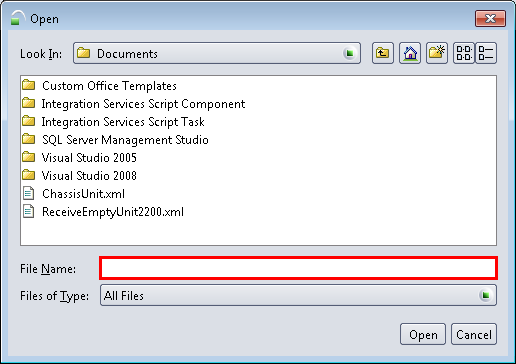 Open
Look In: Documents
Custom Office Templates
Integration Services Script Component
Integration Services Script Task
SQL Server Management Studio
Visual Studio 2005
Visual Studio 2008
ChassisUnit.xml
ReceiveEmptyUnit2200.xml
File Name:
Files of Type: All Files
Open Cancel